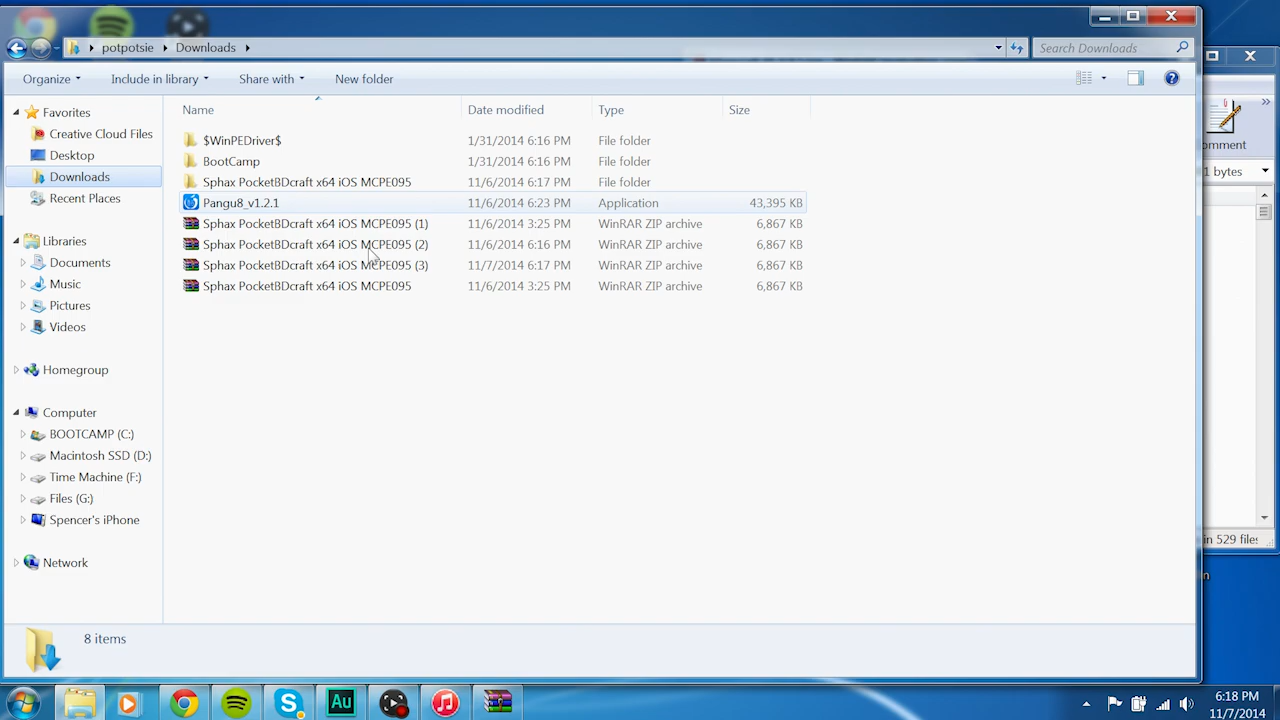 potpotsie Downloads Search Downloads
Organize Include in library Share with New folder
Name Date modified Type Size
Favorites
Creative Cloud Files
Desktop
Downloads
Recent Places
Libraries
Documents
Music
Pictures
Videos
Homegroup
Computer
BOOTCAMP (C:)
Macintosh SSD (D:)
Time Machine (F:)
Files (G:)
Spencer's iPhone
Network
$WinPEDriver$ 1/31/2014 6:16 PM File folder
BootCamp 1/31/2014 6:16 PM File folder
Sphax PocketBDcraft x64 iOS MCPE095 11/6/2014 6:17 PM File folder
Pangu8_v1.2.1 11/6/2014 6:23 PM Application 43,395 KB
Sphax PocketBDcraft x64 iOS MCPE095 (1) 11/6/2014 3:25 PM WinRAR ZIP archive 6,867 KB
Sphax PocketBDcraft x64 iOS MCPE095 (2) 11/6/2014 6:16 PM WinRAR ZIP archive 6,867 KB
Sphax PocketBDcraft x64 iOS MCPE095 (3) 11/7/2014 6:17 PM WinRAR ZIP archive 6,867 KB
Sphax PocketBDcraft x64 iOS MCPE095 11/6/2014 3:25 PM WinRAR ZIP archive 6,867 KB
omment
1 bytes
in 529 files
8 items
Au
6:18 PM
11/7/2014